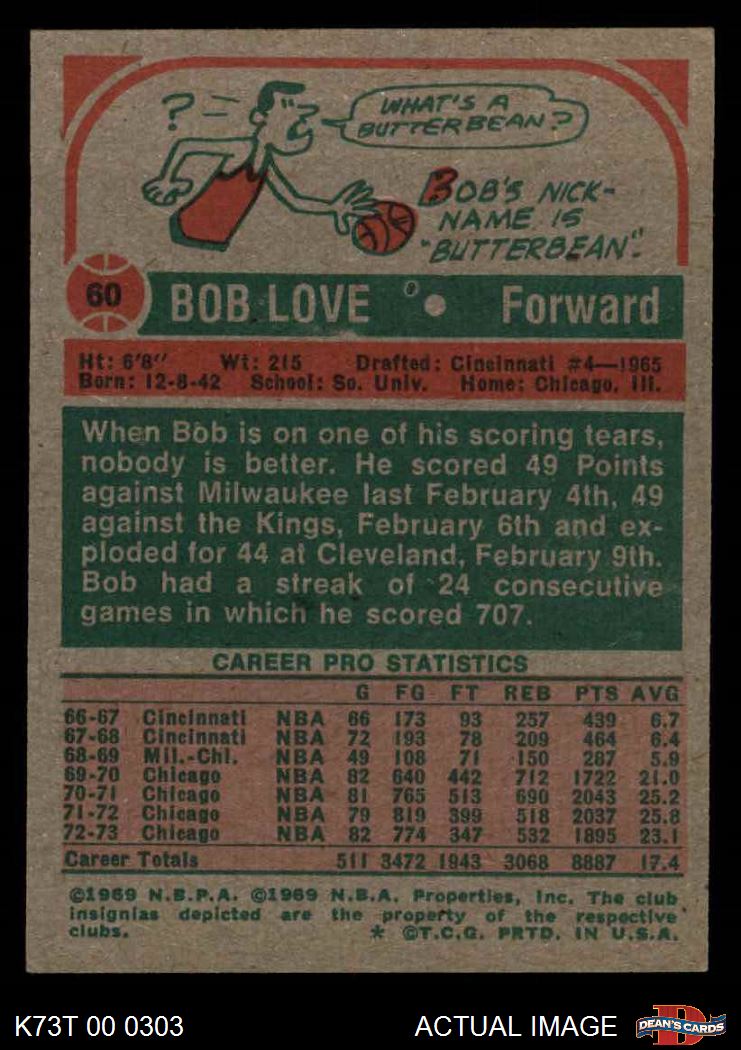 ?
WHAT'S A
BUTTERBEAN?
BOB'S NICK-
NAME IS
"BUTTERBEAN".
60 BOB LOVE Forward
Ht: 6'8" Wt: 215 Drafted: Cincinnati #4—1965
Born: 12-8-42 School: So. Univ. Home: Chicago, Ill.
When Bob is on one of his scoring tears,
nobody is better. He scored 49 Points
against Milwaukee last February 4th, 49
against the Kings, February 6th and ex-
ploded for 44 at Cleveland, February 9th.
Bob had a streak of 24 consecutive
games in which he scored 707.
CAREER PRO STATISTICS
G FG FT REB PTS AVG
66-67 Cincinnati NBA 66 173 93 257 439 6.7
67-68 Cincinnati NBA 72 193 78 209 464 6.4
68-69 Mil.-Chi. NBA 49 108 71 150 287 5.9
69-70 Chicago NBA 82 640 442 712 1722 21.0
70-71 Chicago NBA 81 765 513 690 2043 25.2
71-72 Chicago NBA 79 819 399 518 2037 25.8
72-73 Chicago NBA 82 774 347 532 1895 23.1
Career Totals 511 3472 1943 3068 8887 17.4
©1969 N.B.P.A. ©1969 N.B.A. Properties, Inc. The club
insignias depicted are the property of the respective
clubs. * ©T.C.G. PRTD. IN U.S.A.
K73T 00 0303 ACTUAL IMAGE D DEAN'S CARDS